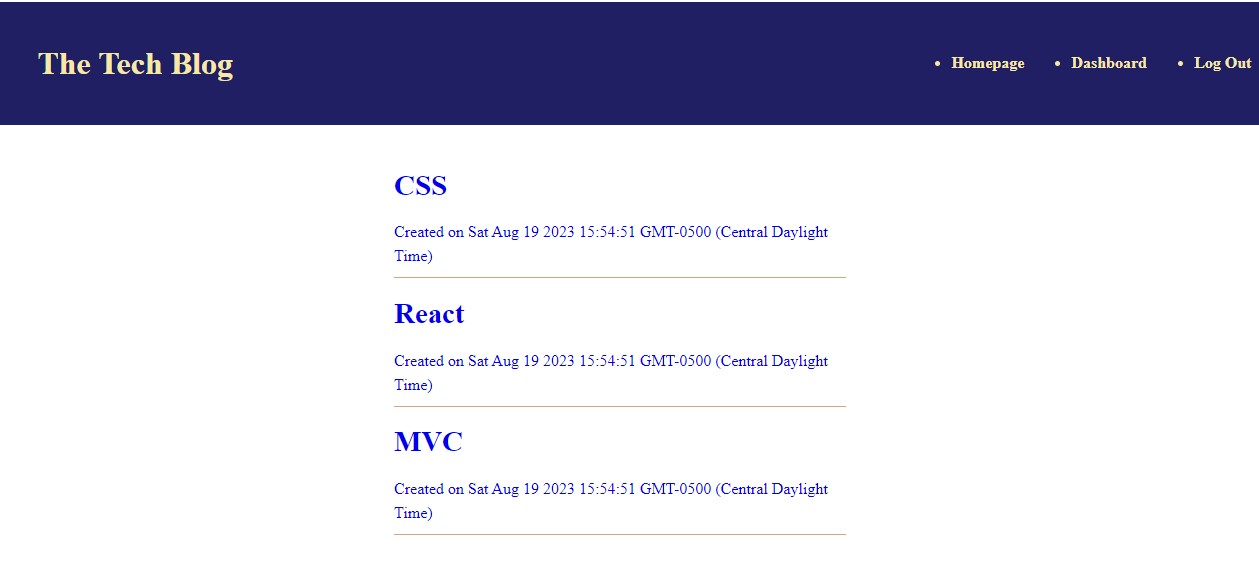 The Tech Blog
• Homepage • Dashboard • Log Out
CSS
Created on Sat Aug 19 2023 15:54:51 GMT-0500 (Central Daylight
Time)
React
Created on Sat Aug 19 2023 15:54:51 GMT-0500 (Central Daylight
Time)
MVC
Created on Sat Aug 19 2023 15:54:51 GMT-0500 (Central Daylight
Time)